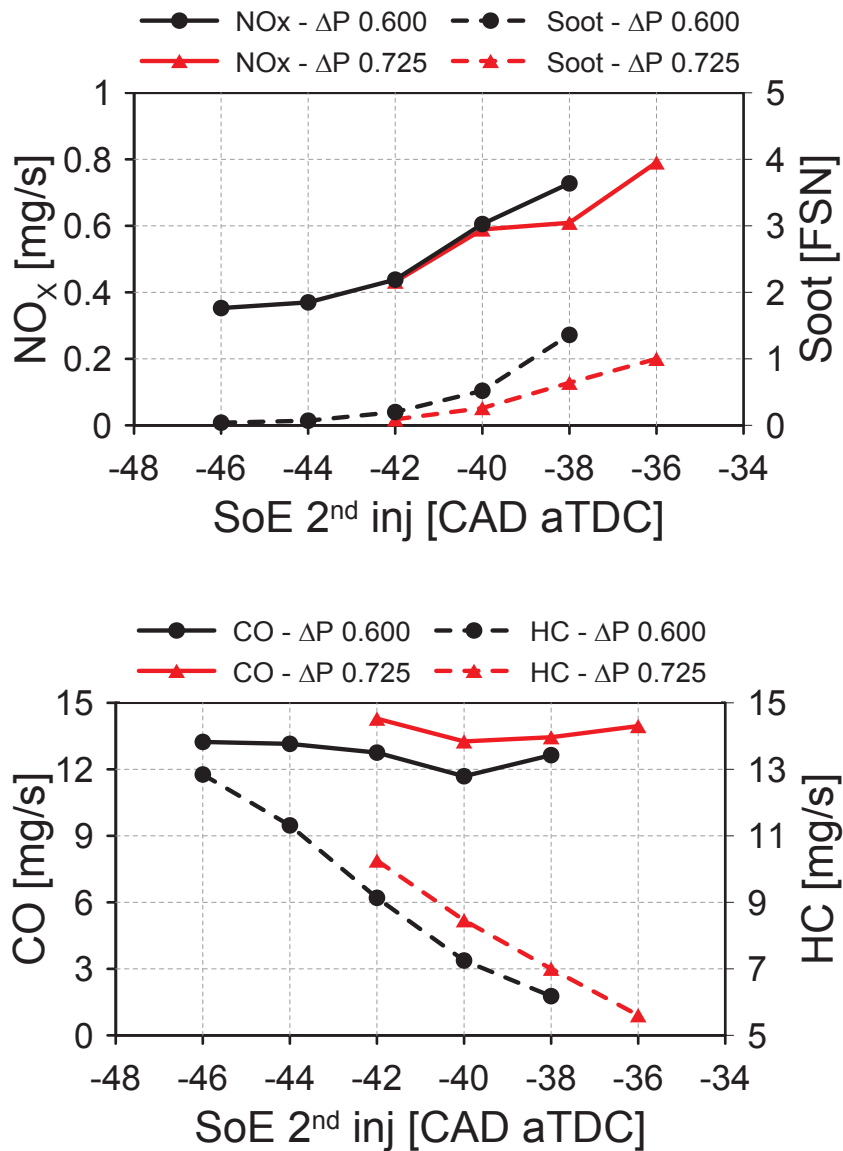 NOx - ΔP 0.600 Soot - ΔP 0.600
NOx - ΔP 0.725 Soot - ΔP 0.725
1 5
0.8 4
0.6 3
0.4 2
0.2 1
0 0
NOX [mg/s]
Soot [FSN]
-48 -46 -44 -42 -40 -38 -36 -34
SoE 2nd inj [CAD aTDC]
CO - ΔP 0.600 HC - ΔP 0.600
CO - ΔP 0.725 HC - ΔP 0.725
15 15
12 13
9 11
6 9
3 7
0 5
CO [mg/s]
HC [mg/s]
-48 -46 -44 -42 -40 -38 -36 -34
SoE 2nd inj [CAD aTDC]